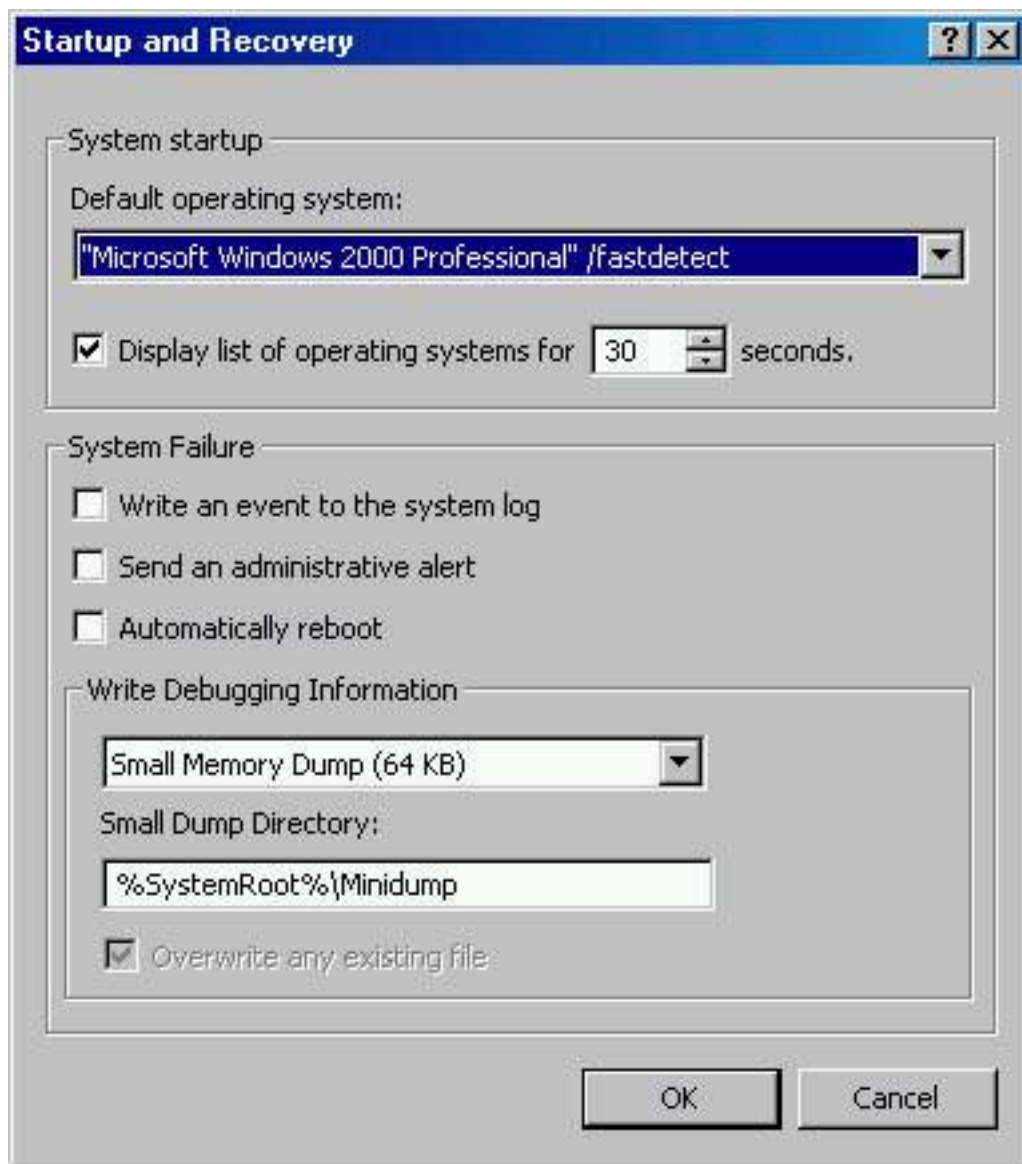 Startup and Recovery
System startup
Default operating system:
"Microsoft Windows 2000 Professional" /fastdetect
Display list of operating systems for 30 seconds.
System Failure
Write an event to the system log
Send an administrative alert
Automatically reboot
Write Debugging Information
Small Memory Dump (64 KB)
Small Dump Directory:
%SystemRoot%\Minidump
Overwrite any existing file
OK Cancel